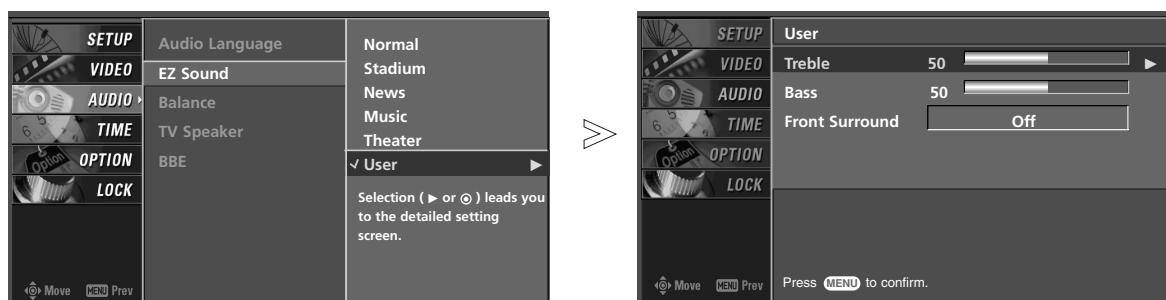 SETUP
VIDEO
AUDIO
TIME
OPTION
LOCK
Move MENU Prev
Audio Language
EZ Sound
Balance
TV Speaker
BBE
Normal
Stadium
News
Music
Theater
✓ User ▶
Selection ( ▶ or ◉ ) leads you
to the detailed setting
screen.
SETUP
VIDEO
AUDIO
TIME
OPTION
LOCK
Move MENU Prev
User
Treble 50 ▶
Bass 50
Front Surround Off
Press MENU to confirm.